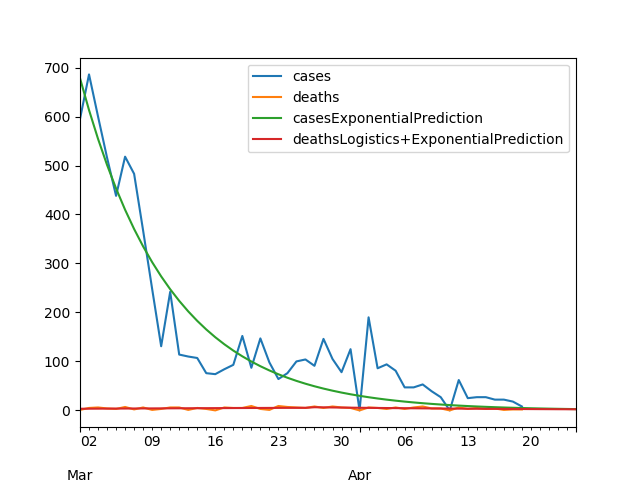 700
600
500
400
300
200
100
0
cases
deaths
casesExponentialPrediction
deathsLogistics+ExponentialPrediction
02 09 16 23 30 06 13 20
Mar Apr